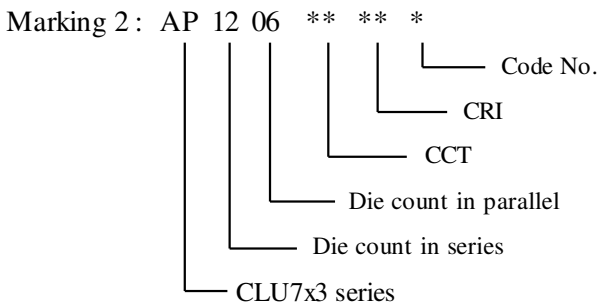 Marking 2 : AP 12 06 ** ** *
Code No.
CRI
CCT
Die count in parallel
Die count in series
CLU7x3 series